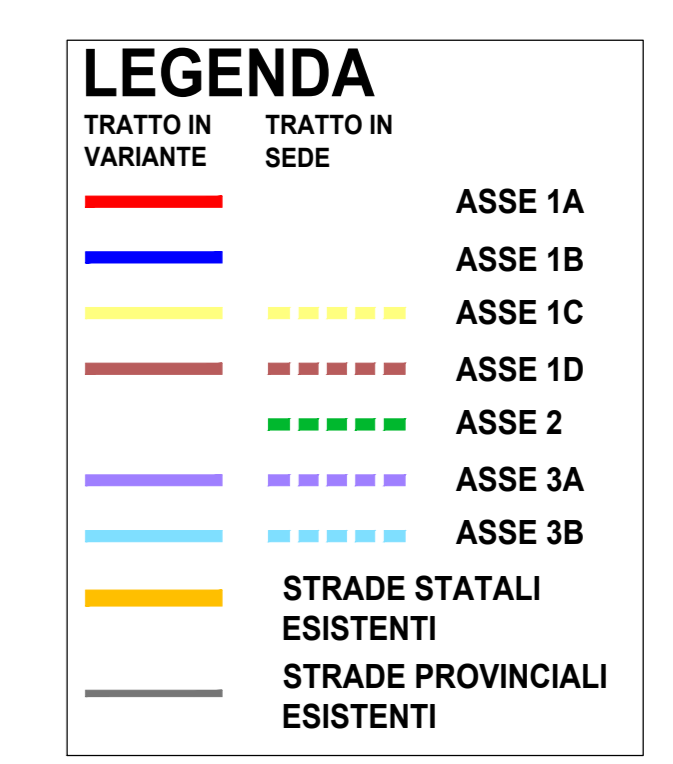 LEGENDA
TRATTO IN
VARIANTE
TRATTO IN
SEDE
ASSE 1A
ASSE 1B
ASSE 1C
ASSE 1D
ASSE 2
ASSE 3A
ASSE 3B
STRADE STATALI
ESISTENTI
STRADE PROVINCIALI
ESISTENTI